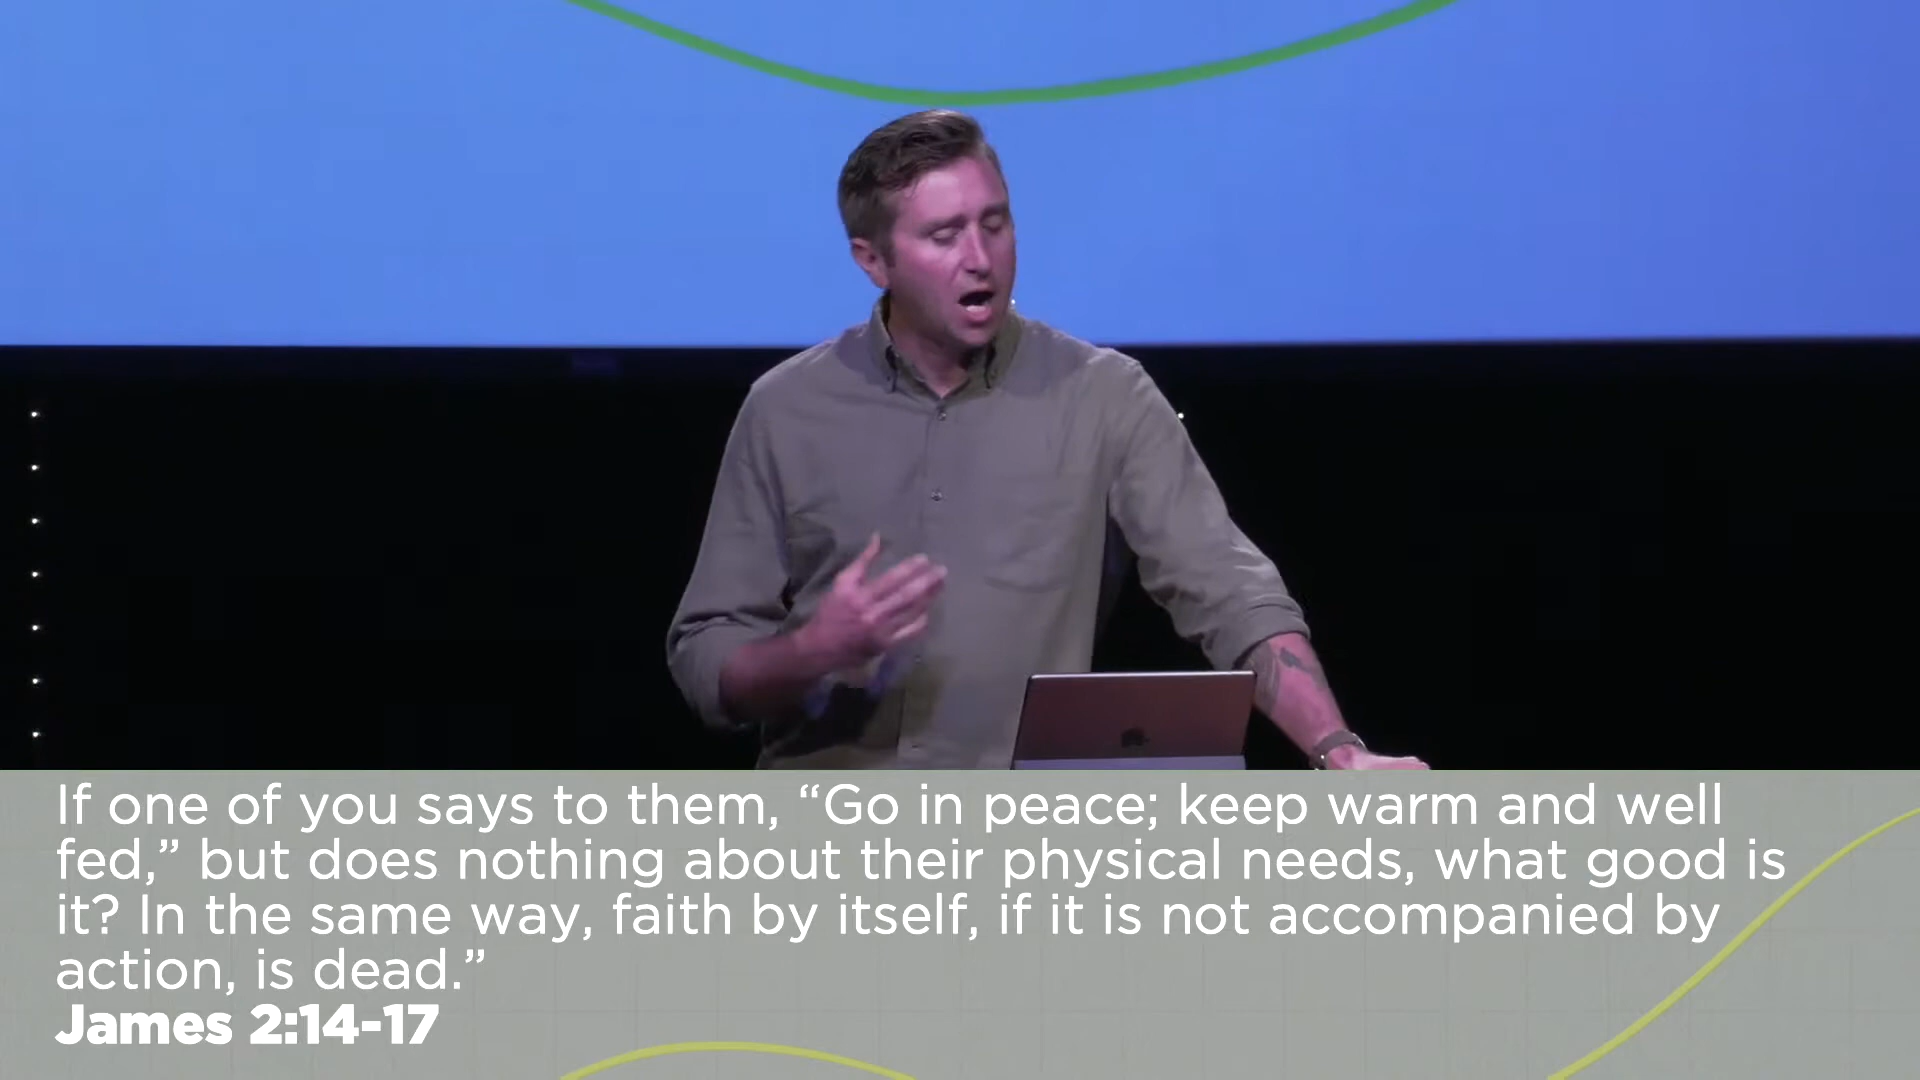 If one of you says to them, “Go in peace; keep warm and well
fed,” but does nothing about their physical needs, what good is
it? In the same way, faith by itself, if it is not accompanied by
action, is dead.”
James 2:14-17